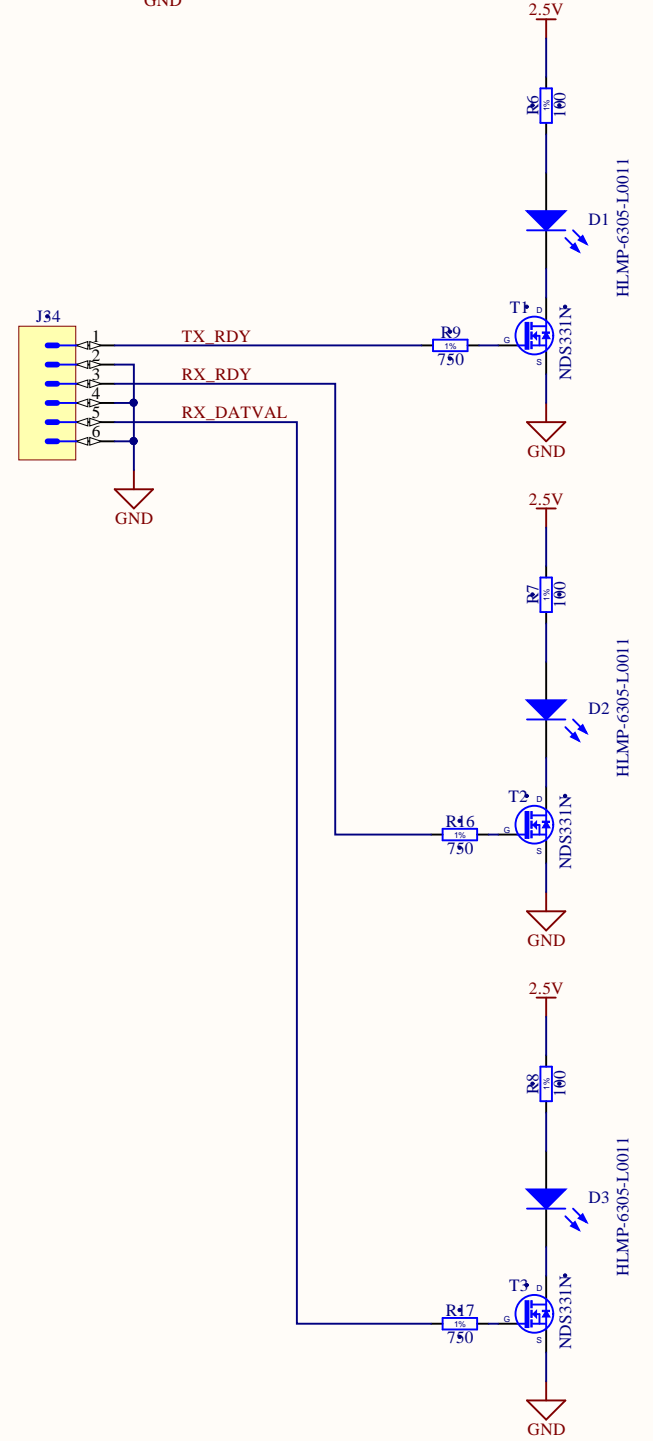 GND
2.5V
R6
1%
100
D1
HLMP-6305-L0011
J34
1
TX_RDY
2
3
RX_RDY
4
5
RX_DATVAL
6
GND
R9
1%
750
T1
D
G
S
NDS331N
GND
2.5V
R7
1%
100
D2
HLMP-6305-L0011
R16
1%
750
T2
D
G
S
NDS331N
GND
2.5V
R8
1%
100
D3
HLMP-6305-L0011
R17
1%
750
T3
D
G
S
NDS331N
GND